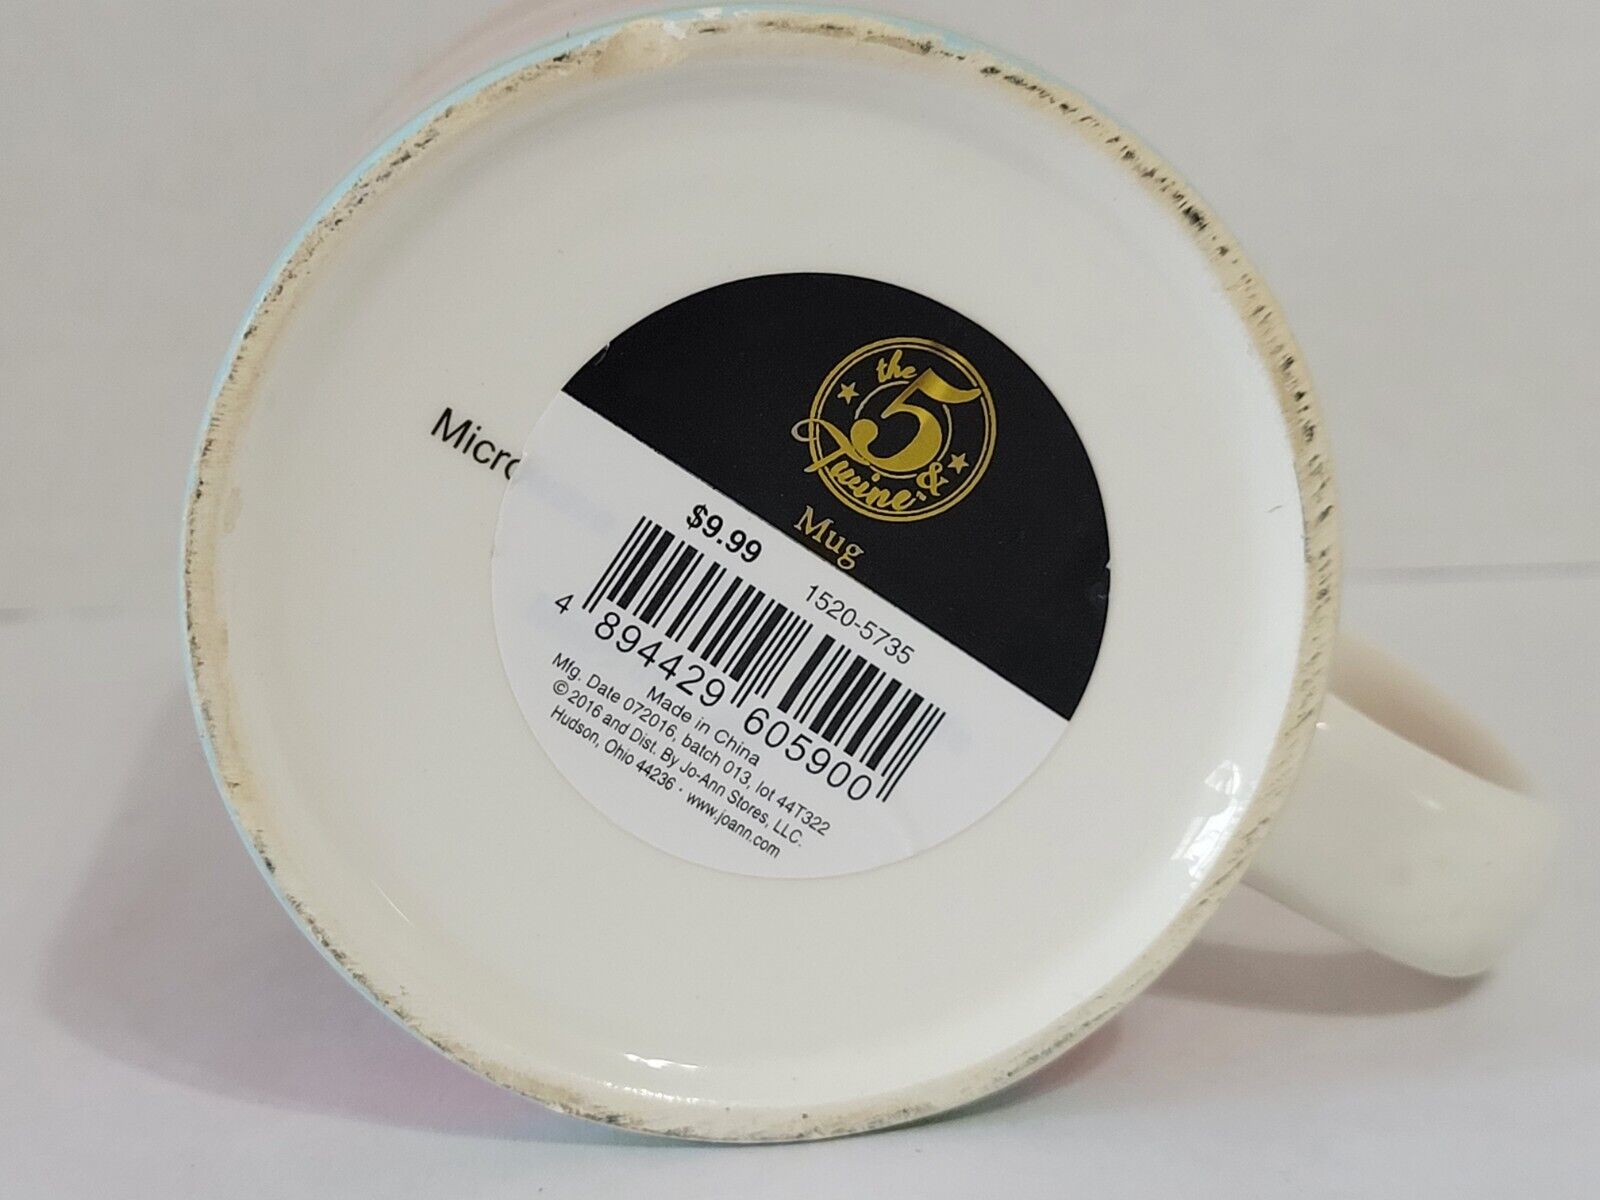 Micro
the
5
& Twine
Mug
$9.99
1520-5735
4 894429 605900
Made in China
Mfg. Date 072016, batch 013, lot 44T322
© 2016 and Dist. By Jo-Ann Stores, LLC.
Hudson, Ohio 44236 · www.joann.com